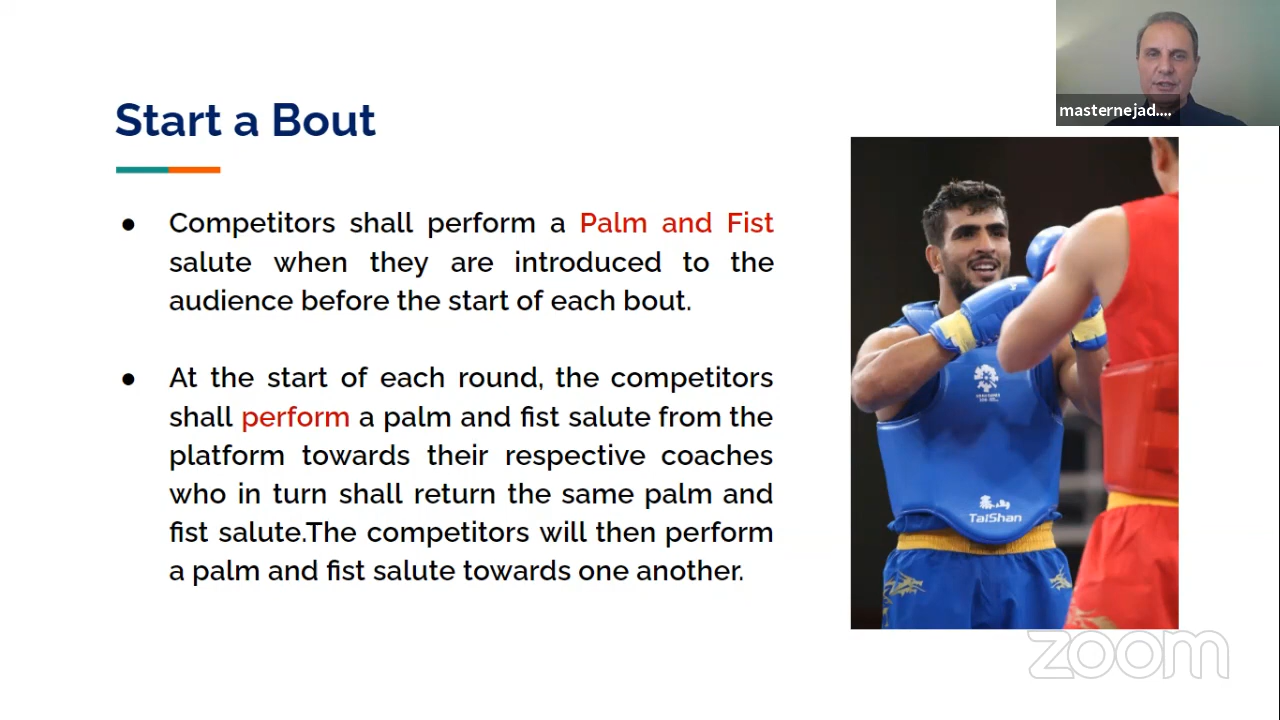 masternejad....
Start a Bout
● Competitors shall perform a Palm and Fist
salute when they are introduced to the
audience before the start of each bout.
● At the start of each round, the competitors
shall perform a palm and fist salute from the
platform towards their respective coaches
who in turn shall return the same palm and
fist salute.The competitors will then perform
a palm and fist salute towards one another.
TaiShan
zoom